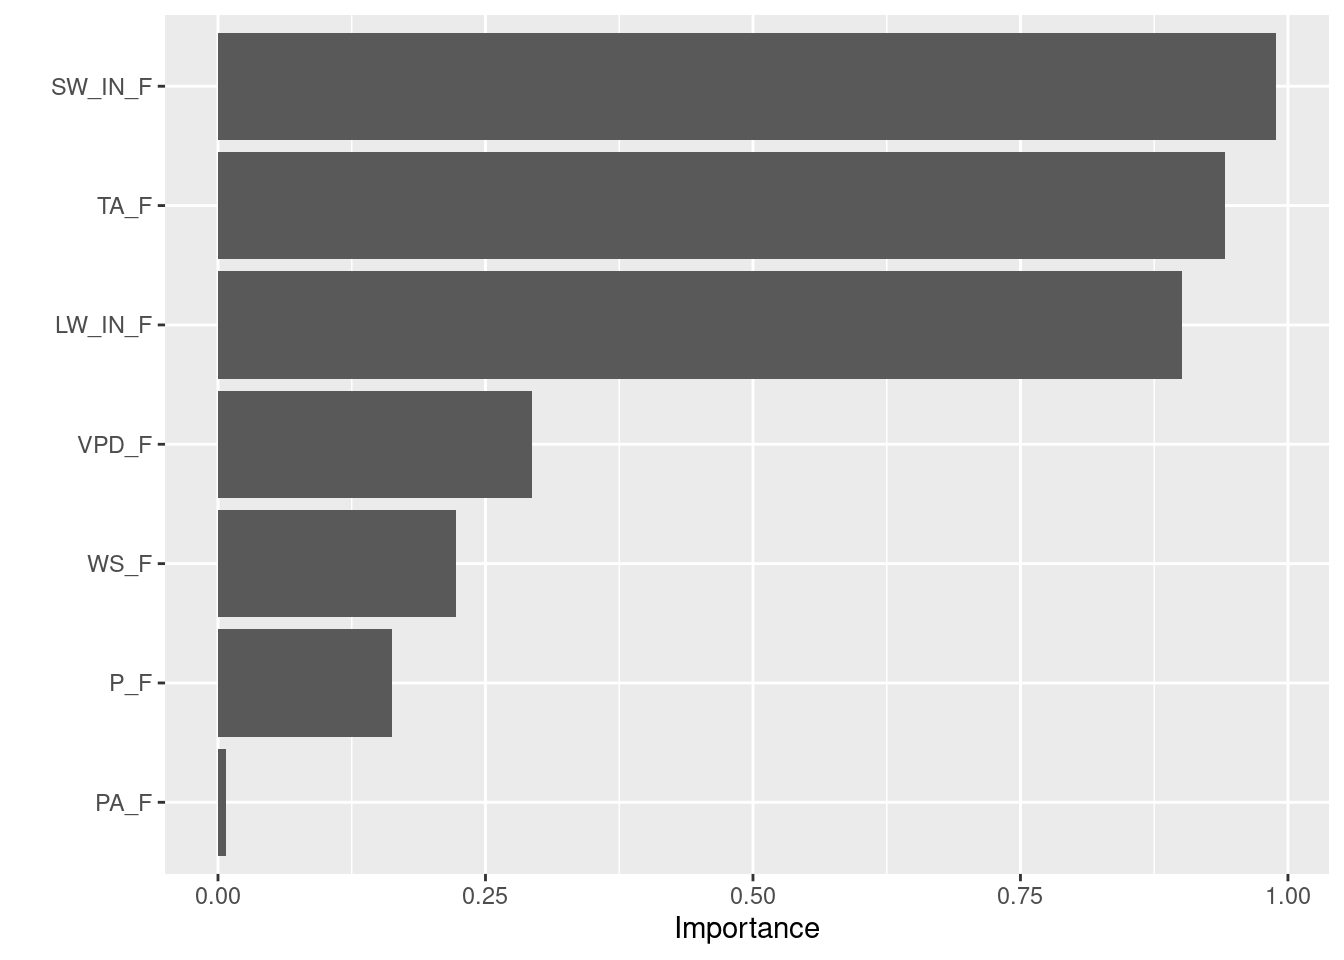 SW_IN_F
TA_F
LW_IN_F
VPD_F
WS_F
P_F
PA_F
0.00 0.25 0.50 0.75 1.00
Importance